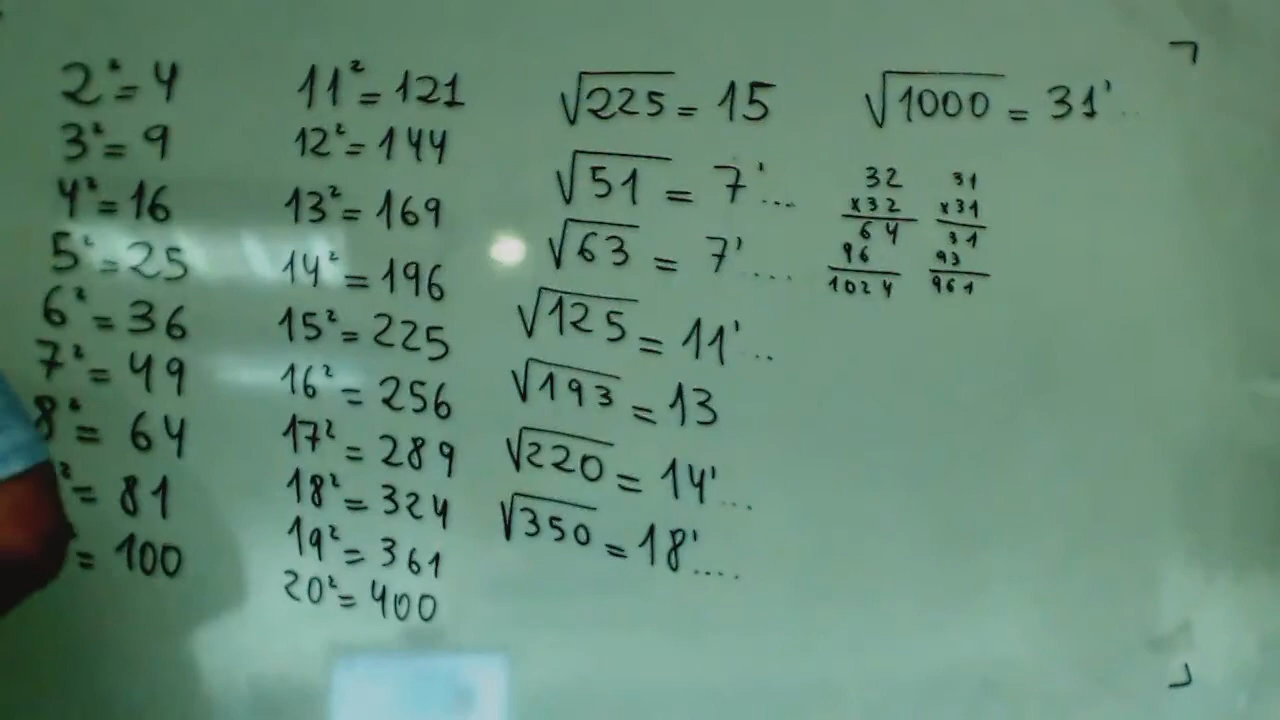 2² = 4
3² = 9
4² = 16
5² = 25
6² = 36
7² = 49
8² = 64
² = 81
= 100
11² = 121
12² = 144
13² = 169
14² = 196
15² = 225
16² = 256
17² = 289
18² = 324
19² = 361
20² = 400
√225 = 15
√51 = 7'...
√63 = 7'....
√125 = 11'..
√193 = 13
√220 = 14'...
√350 = 18'....
√1000 = 31'..
32
x32
64
96
1024
31
x31
31
93
961